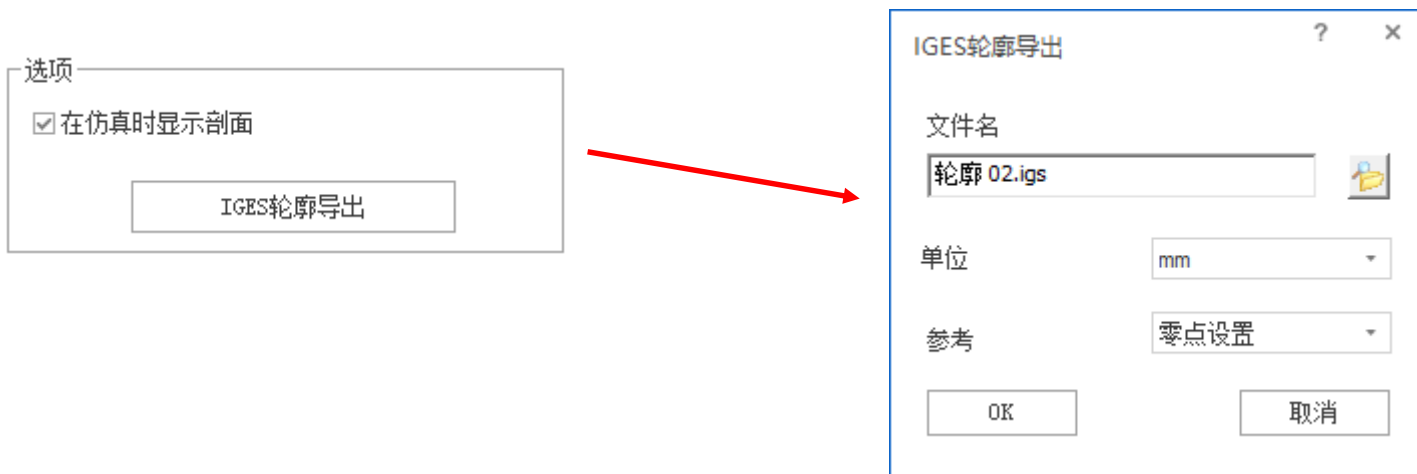 选项
在仿真时显示剖面
IGES轮廓导出
IGES轮廓导出
? ×
文件名
轮廓 02.igs
单位
mm
参考
零点设置
OK
取消